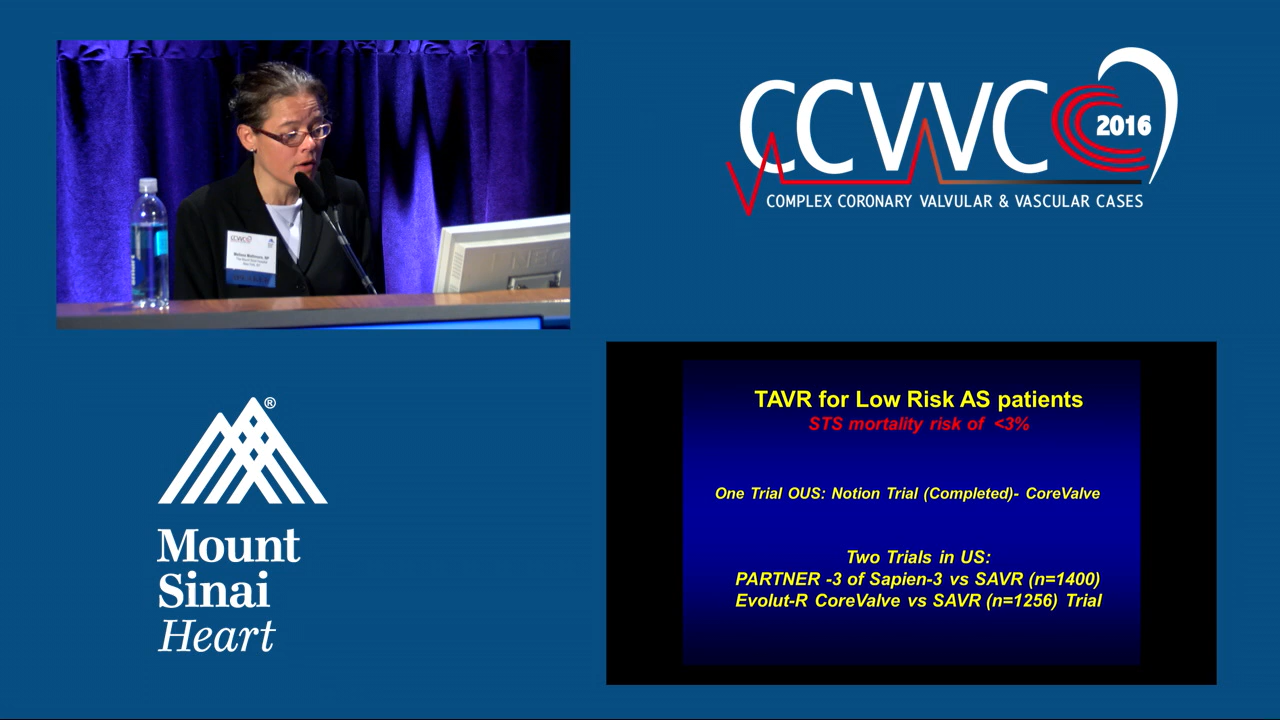 CCVVC
2016
COMPLEX CORONARY VALVULAR & VASCULAR CASES
TAVR for Low Risk AS patients
STS mortality risk of <3%
One Trial OUS: Notion Trial (Completed)- CoreValve
Two Trials in US:
PARTNER -3 of Sapien-3 vs SAVR (n=1400)
Evolut-R CoreValve vs SAVR (n=1256) Trial
®
Mount
Sinai
Heart